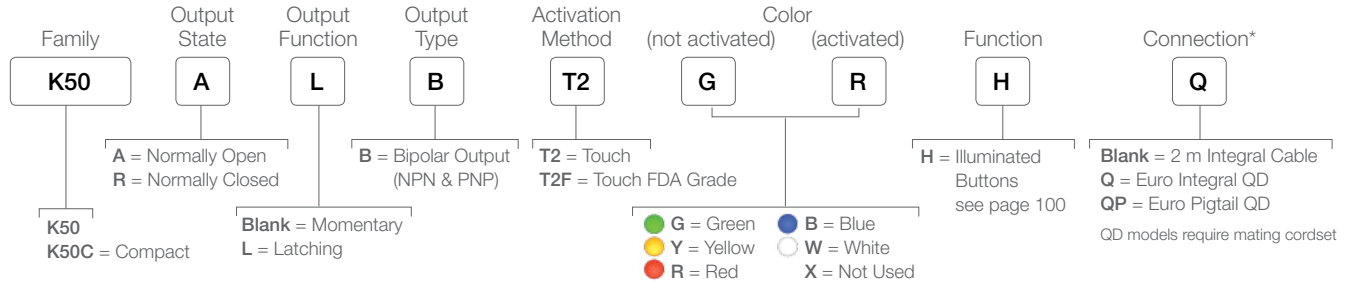 Family
Output State
Output Function
Output Type
Activation Method
Color
(not activated)
(activated)
Function
Connection*
K50
A
L
B
T2
G
R
H
Q
A = Normally Open
R = Normally Closed
B = Bipolar Output
(NPN & PNP)
T2 = Touch
T2F = Touch FDA Grade
H = Illuminated
Buttons
see page 100
Blank = 2 m Integral Cable
Q = Euro Integral QD
QP = Euro Pigtail QD
QD models require mating cordset
K50
K50C = Compact
Blank = Momentary
L = Latching
G = Green
Y = Yellow
R = Red
B = Blue
W = White
X = Not Used